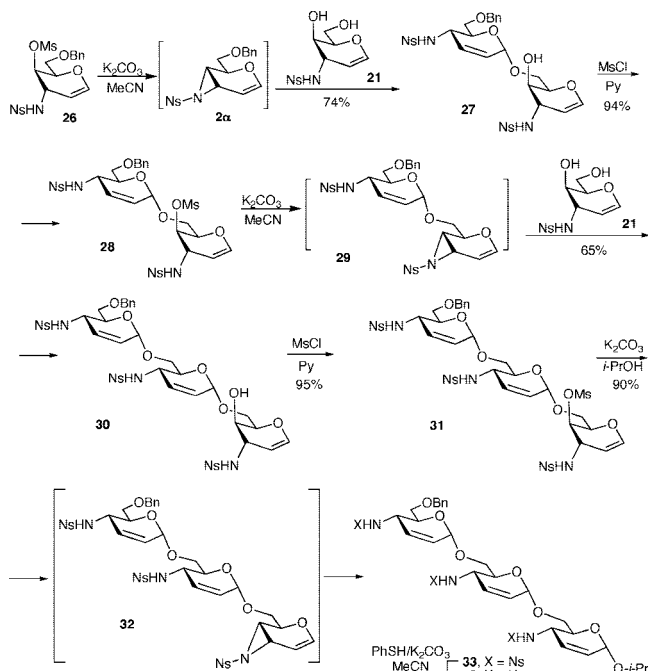 OMs
OBn
O
NsHN
26
K2CO3
MeCN
OBn
O
Ns-N
2α
OH OH
O
NsHN
21
74%
OBn
NsHN
O
O OH
O
NsHN
27
MsCl
Py
94%
OBn
NsHN
O
O OMs
O
NsHN
28
K2CO3
MeCN
OBn
NsHN
O
O
O
Ns-N
29
OH OH
O
NsHN
21
65%
OBn
NsHN
O
O
NsHN
O
O OH
O
NsHN
30
MsCl
Py
95%
OBn
NsHN
O
O
NsHN
O
O OMs
O
NsHN
31
K2CO3
i-PrOH
90%
OBn
NsHN
O
O
NsHN
O
O
O
Ns-N
32
OBn
XHN
O
O
XHN
O
O
XHN
O
O-i-Pr
PhSH/K2CO3
MeCN
33, X = Ns